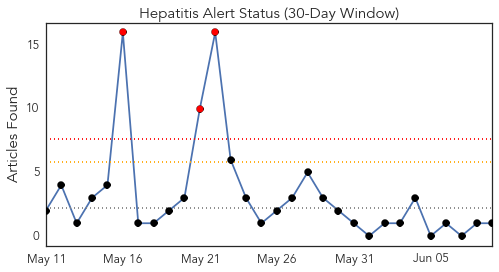 Hepatitis Alert Status (30-Day Window)
Articles Found
15
10
5
0
May 11
May 16
May 21
May 26
May 31
Jun 05